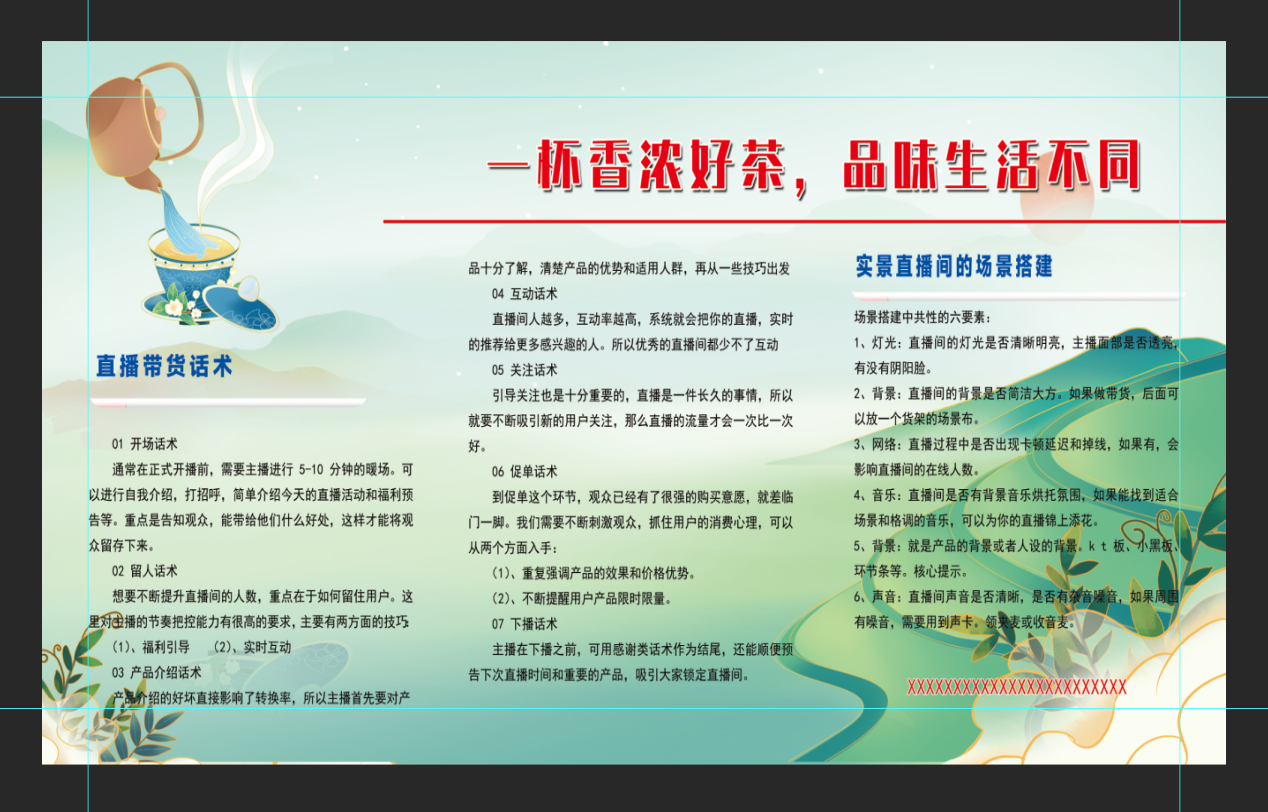 一杯香浓好茶，品味生活不同
直播带货话术
01 开场话术
通常在正式开播前，需要主播进行 5-10 分钟的暖场。可
以进行自我介绍，打招呼，简单介绍今天的直播活动和福利预
告等。重点是告知观众，能带给他们什么好处，这样才能将观
众留存下来。
02 留人话术
想要不断提升直播间的人数，重点在于如何留住用户。这
里对主播的节奏把控能力有很高的要求，主要有两方面的技巧：
（1）、福利引导　（2）、实时互动
03 产品介绍话术
产品介绍的好坏直接影响了转换率，所以主播首先要对产
品十分了解，清楚产品的优势和适用人群，再从一些技巧出发
04 互动话术
直播间人越多，互动率越高，系统就会把你的直播，实时
的推荐给更多感兴趣的人。所以优秀的直播间都少不了互动
05 关注话术
引导关注也是十分重要的，直播是一件长久的事情，所以
就要不断吸引新的用户关注，那么直播的流量才会一次比一次
好。
06 促单话术
到促单这个环节，观众已经有了很强的购买意愿，就差临
门一脚。我们需要不断刺激观众，抓住用户的消费心理，可以
从两个方面入手：
（1）、重复强调产品的效果和价格优势。
（2）、不断提醒用户产品限时限量。
07 下播话术
主播在下播之前，可用感谢类话术作为结尾，还能顺便预
告下次直播时间和重要的产品，吸引大家锁定直播间。
实景直播间的场景搭建
场景搭建中共性的六要素：
1、灯光：直播间的灯光是否清晰明亮，主播面部是否透亮，
有没有阴阳脸。
2、背景：直播间的背景是否简洁大方。如果做带货，后面可
以放一个货架的场景布。
3、网络：直播过程中是否出现卡顿延迟和掉线，如果有，会
影响直播间的在线人数。
4、音乐：直播间是否有背景音乐烘托氛围，如果能找到适合
场景和格调的音乐，可以为你的直播锦上添花。
5、背景：就是产品的背景或者人设的背景。kt 板、小黑板、
环节条等。核心提示。
6、声音：直播间声音是否清晰，是否有杂音噪音，如果周围
有噪音，需要用到声卡。领夹麦或收音麦。
XXXXXXXXXXXXXXXXXXXXXXXX